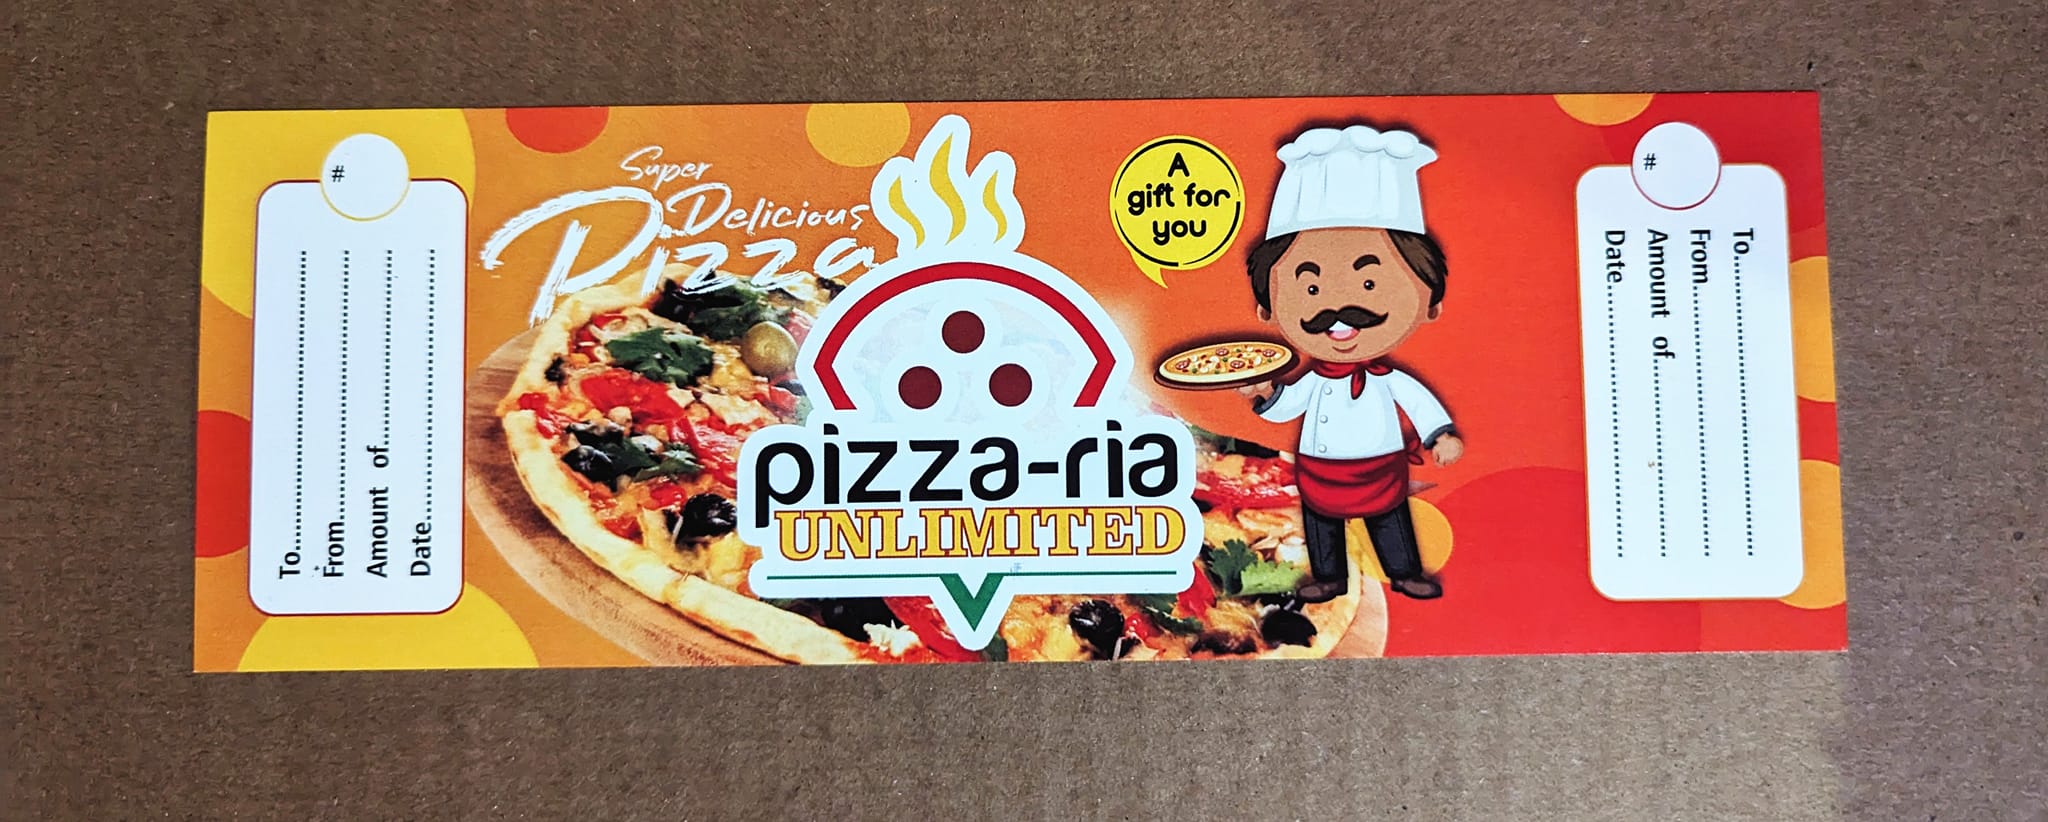 #
To..............................
From..............................
Amount of....................
Date..............................
Super
Delicious
Pizza
pizza-ria
UNLIMITED
A
gift for
you
#
To..............................
From..............................
Amount of....................
Date..............................